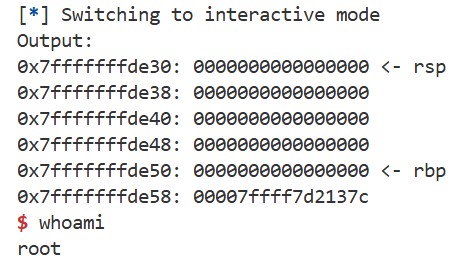 [*] Switching to interactive mode
Output:
0x7fffffffde30: 0000000000000000 <- rsp
0x7fffffffde38: 0000000000000000
0x7fffffffde40: 0000000000000000
0x7fffffffde48: 0000000000000000
0x7fffffffde50: 0000000000000000 <- rbp
0x7fffffffde58: 00007ffff7d2137c
$ whoami
root